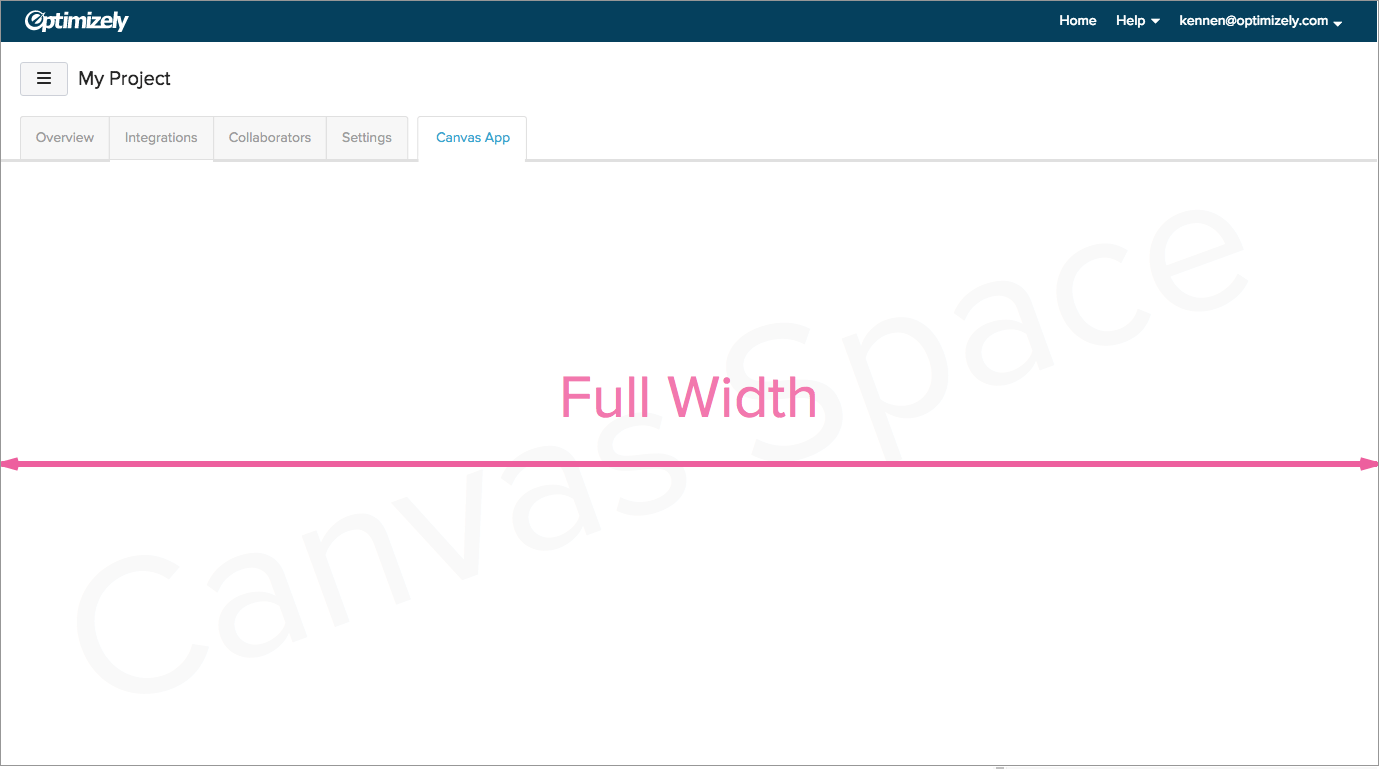 Optimizely
Home Help kennen@optimizely.com
My Project
Overview Integrations Collaborators Settings Canvas App
Canvas Space
Full Width